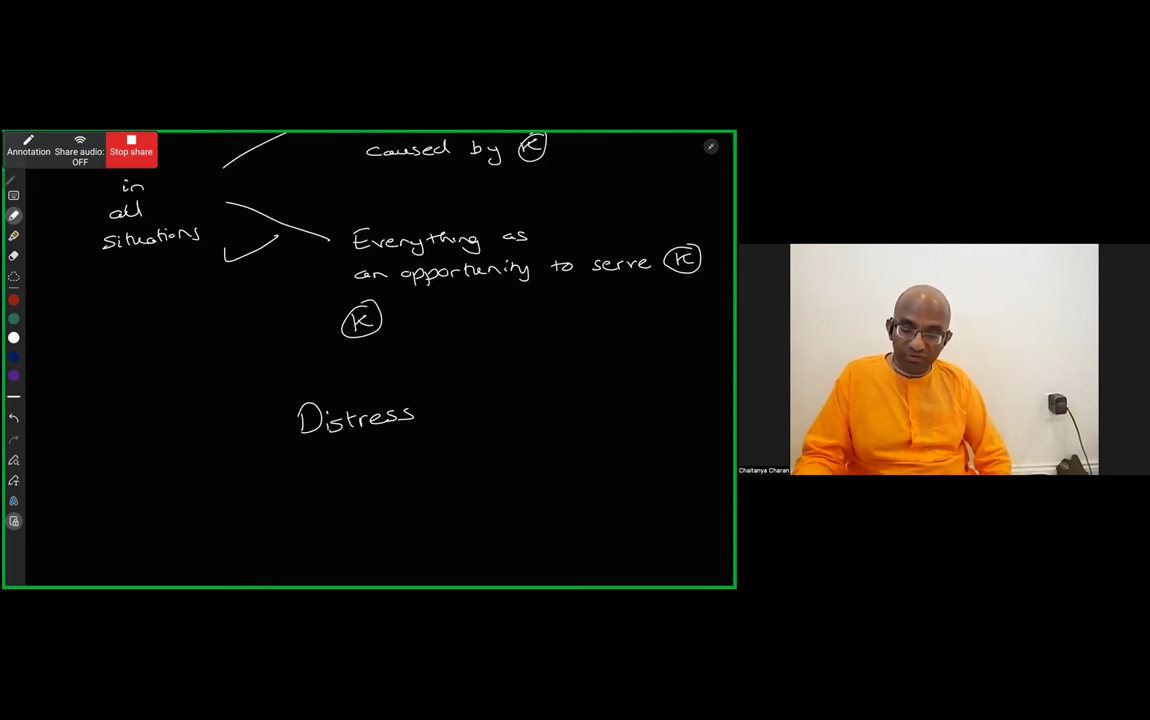 Annotation
Share audio:
OFF
Stop share
caused by K
in
all
situations
Everything as
an opportunity to serve K
K
Distress
Chaitanya Charan